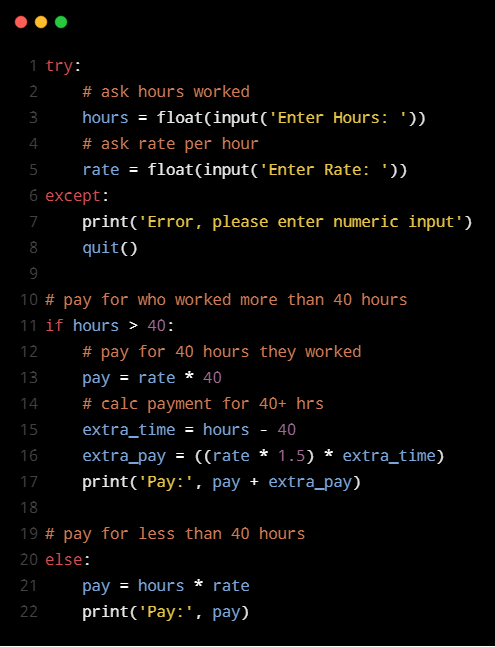 1 try:
2     # ask hours worked
3     hours = float(input('Enter Hours: '))
4     # ask rate per hour
5     rate = float(input('Enter Rate: '))
6 except:
7     print('Error, please enter numeric input')
8     quit()
9
10 # pay for who worked more than 40 hours
11 if hours > 40:
12     # pay for 40 hours they worked
13     pay = rate * 40
14     # calc payment for 40+ hrs
15     extra_time = hours - 40
16     extra_pay = ((rate * 1.5) * extra_time)
17     print('Pay:', pay + extra_pay)
18
19 # pay for less than 40 hours
20 else:
21     pay = hours * rate
22     print('Pay:', pay)